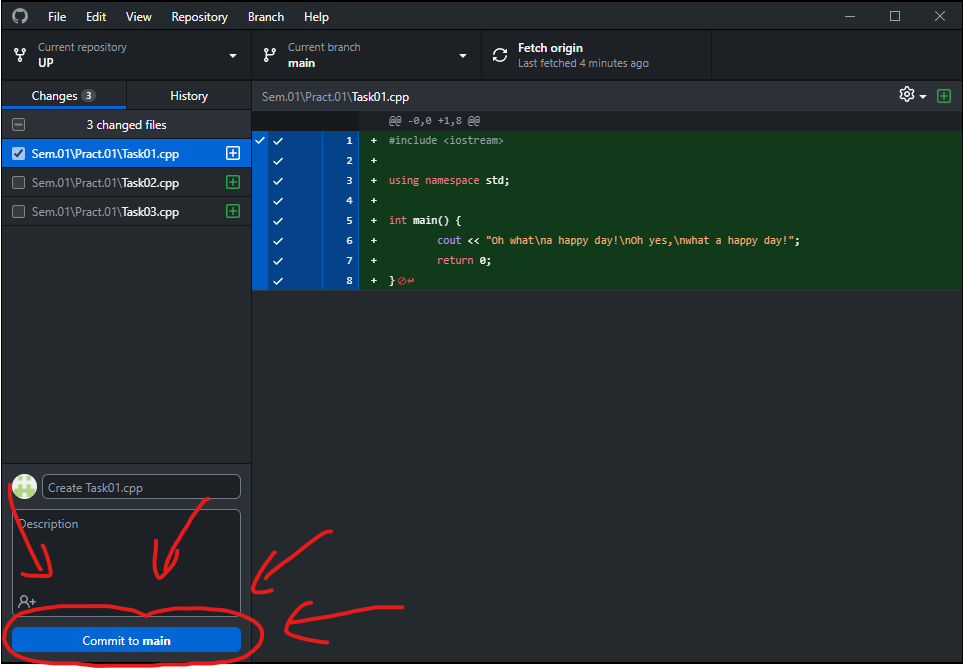 File Edit View Repository Branch Help
Current repository
UP
Current branch
main
Fetch origin
Last fetched 4 minutes ago
Changes 3
History
3 changed files
Sem.01\Pract.01\Task01.cpp
Sem.01\Pract.01\Task02.cpp
Sem.01\Pract.01\Task03.cpp
Sem.01\Pract.01\Task01.cpp
@@ -0,0 +1,8 @@
1 + #include <iostream>
2 +
3 + using namespace std;
4 +
5 + int main() {
6 + cout << "Oh what\na happy day!\nOh yes,\nwhat a happy day!";
7 + return 0;
8 + }
Create Task01.cpp
Description
Commit to main